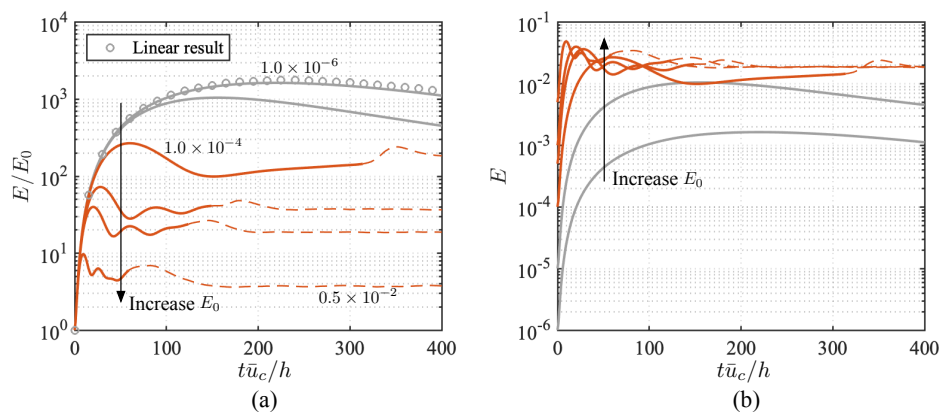 10^4
10^3
10^2
10^1
10^0
E/E_0
Linear result
1.0 × 10^{-6}
1.0 × 10^{-4}
Increase E_0
0.5 × 10^{-2}
0 100 200 300 400
tū_c/h
(a)
10^{-1}
10^{-2}
10^{-3}
10^{-4}
10^{-5}
10^{-6}
E
Increase E_0
0 100 200 300 400
tū_c/h
(b)